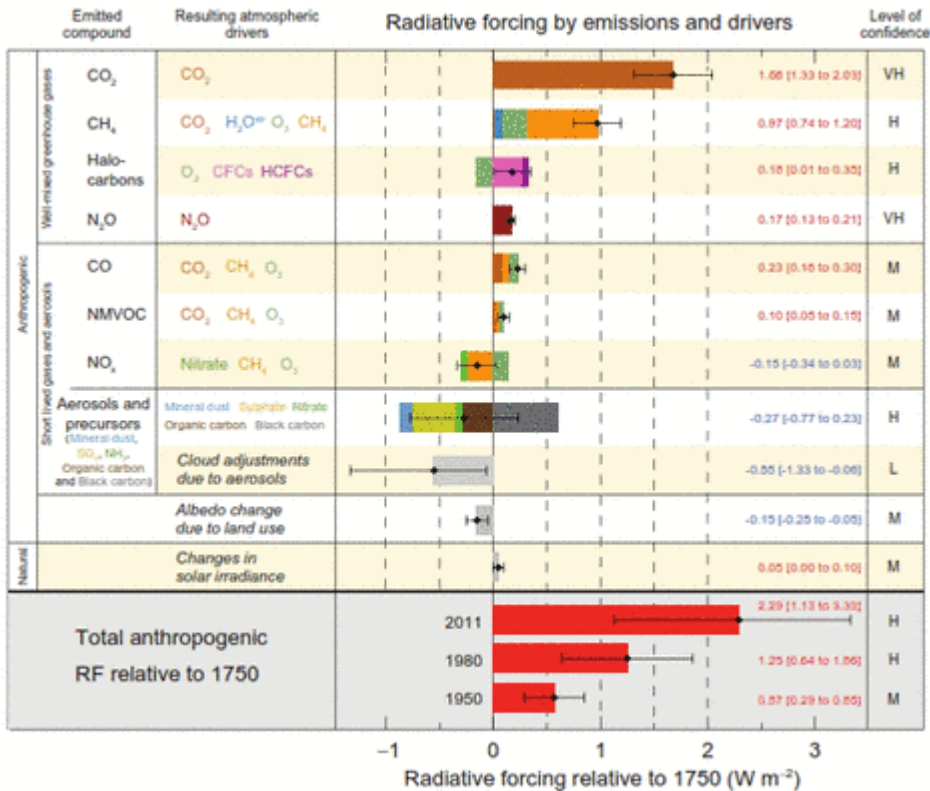 Emitted compound
Resulting atmospheric drivers
Radiative forcing by emissions and drivers
Level of confidence
Anthropogenic
Well-mixed greenhouse gases
CO₂ CO₂ 1.68 [1.33 to 2.03] VH
CH₄ CO₂ H₂Oˢᵗʳ O₃ CH₄ 0.97 [0.74 to 1.20] H
Halo-carbons O₃ CFCs HCFCs 0.18 [0.01 to 0.35] H
N₂O N₂O 0.17 [0.13 to 0.21] VH
Short lived gases and aerosols
CO CO₂ CH₄ O₃ 0.23 [0.16 to 0.30] M
NMVOC CO₂ CH₄ O₃ 0.10 [0.05 to 0.15] M
NOₓ Nitrate CH₄ O₃ -0.15 [-0.34 to 0.03] M
Aerosols and precursors
(Mineral dust,
SO₂, NH₃,
Organic carbon
and Black carbon)
Mineral dust Sulphate Nitrate
Organic carbon Black carbon
-0.27 [-0.77 to 0.23] H
Cloud adjustments
due to aerosols
-0.55 [-1.33 to -0.06] L
Albedo change
due to land use
-0.15 [-0.25 to -0.05] M
Natural
Changes in
solar irradiance
0.05 [0.00 to 0.10] M
Total anthropogenic
RF relative to 1750
2011 2.29 [1.13 to 3.33] H
1980 1.25 [0.64 to 1.86] H
1950 0.57 [0.29 to 0.85] M
−1 0 1 2 3
Radiative forcing relative to 1750 (W m⁻²)